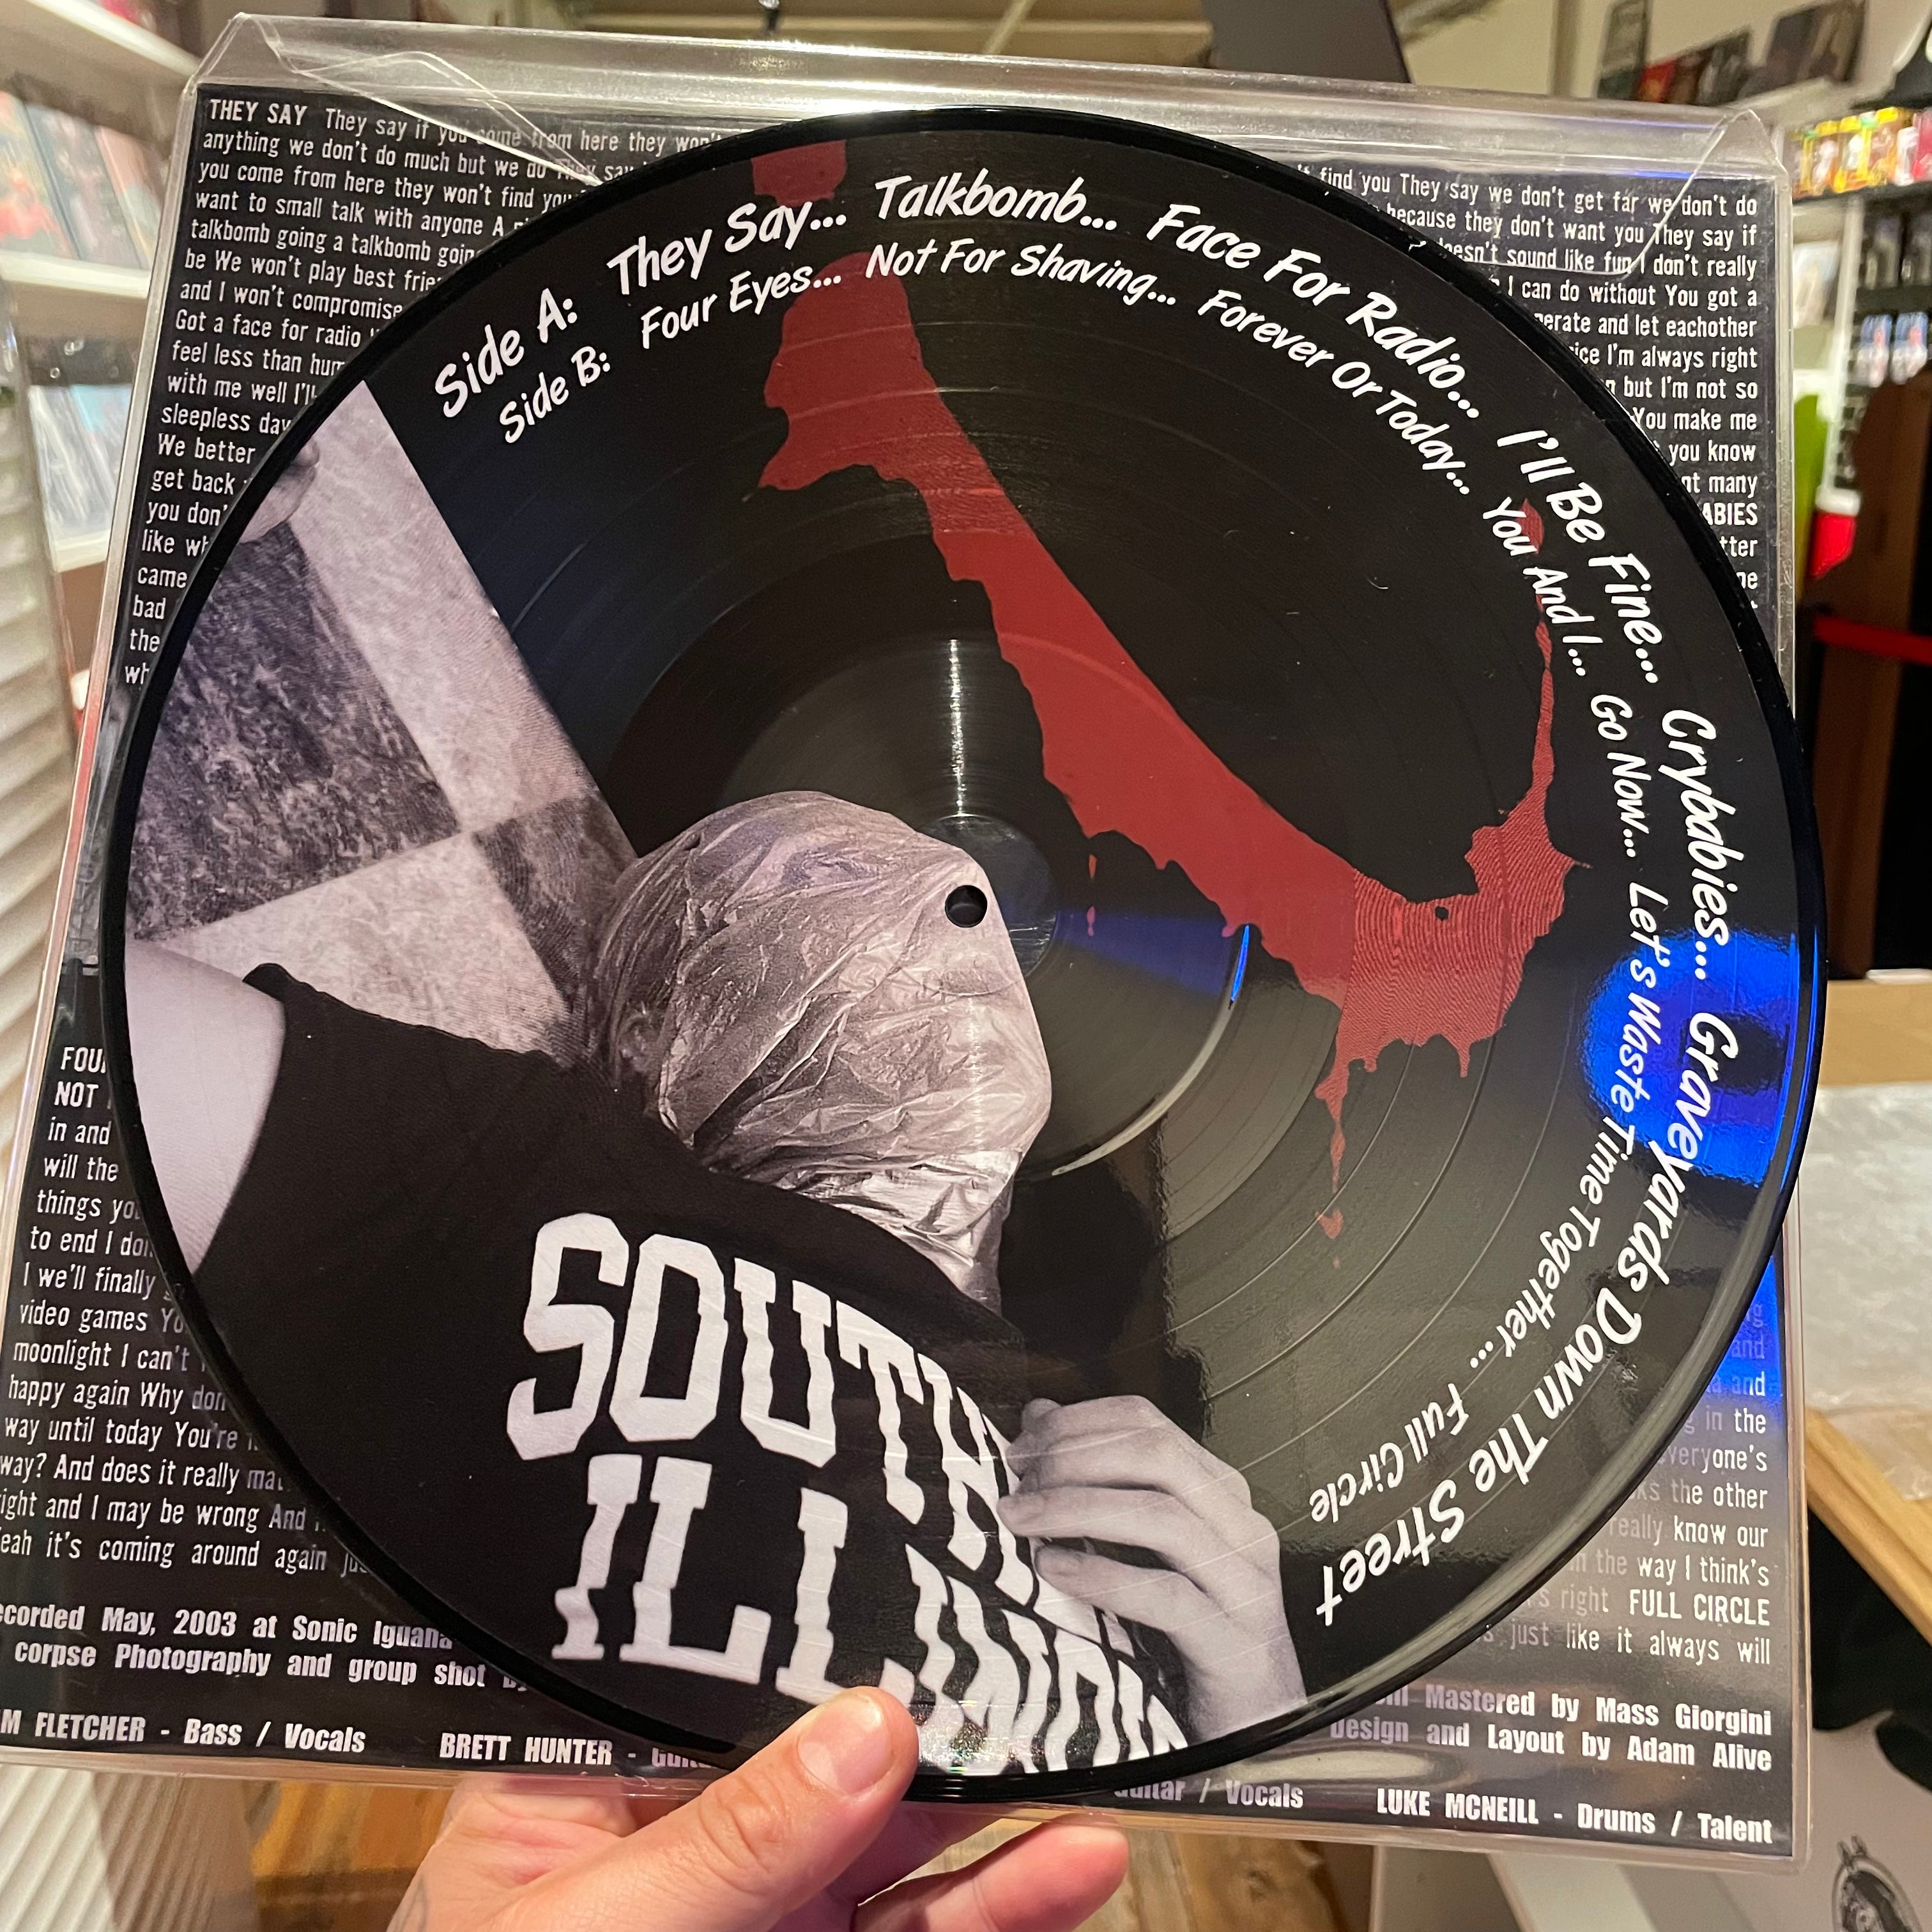 THEY SAY They say if you come from here they won't
anything we don't do much but we do They say
you come from here they won't find you
want to small talk with anyone A
talkbomb going a talkbomb going
be We won't play best
and I won't compromise
Got a face for radio
feel less than
with me well I'll
sleepless
We better
get back
you
like
came
bad
the
find you They say we don't get far we don't do
because they don't want you They say if
doesn't sound like fun I don't really
I can do without You got a
and let eachother
I'm always right
but I'm not so
You make me
you know
many
Side A: They Say... Talkbomb... Face For Radio... I'll Be Fine... Crybabies... Graveyards Down The Street
Side B: Four Eyes... Not For Shaving... Forever Or Today... You And I... Go Now... Let's Waste Time Together... Full Circle
SOUTH
ILLINOI
NOT
in and
will the
things
to end I
I we'll finally
video games
moonlight I can't
happy again Why
way until today You're
way? And does it really
right and I may be wrong And
Yeah it's coming around again
and
and
in the
everyone's
the other
really know our
the way I think's
right FULL CIRCLE
just like it always will
Recorded May, 2003 at Sonic Iguana
corpse Photography and group shot
Mastered by Mass Giorgini
Design and Layout by Adam Alive
FLETCHER - Bass / Vocals BRETT HUNTER -
Guitar / Vocals LUKE MCNEILL - Drums / Talent